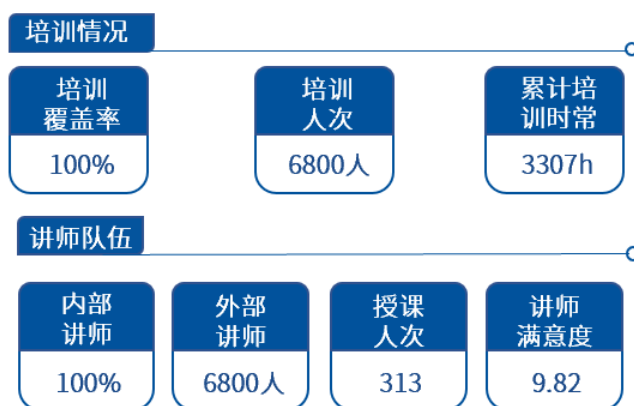 培训情况
培训
覆盖率
100%
培训
人次
6800人
累计培
训时常
3307h
讲师队伍
内部
讲师
100%
外部
讲师
6800人
授课
人次
313
讲师
满意度
9.82